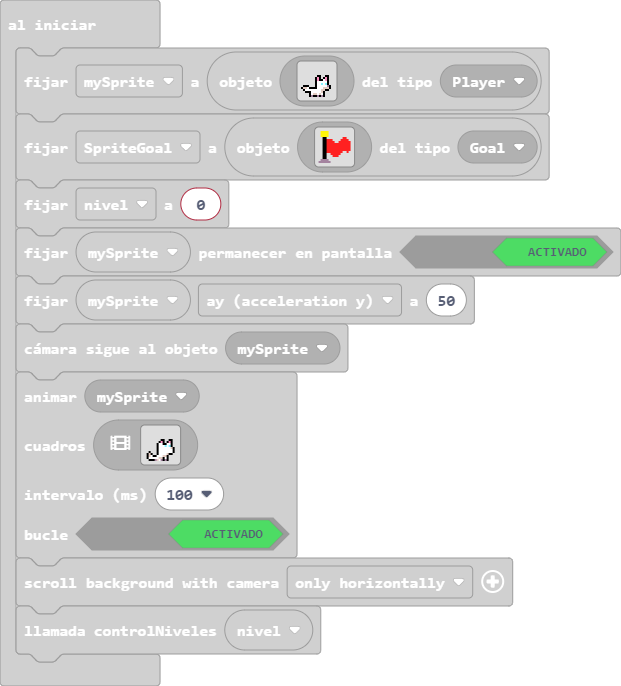 al iniciar
fijar mySprite a objeto del tipo Player
fijar SpriteGoal a objeto del tipo Goal
fijar nivel a 0
fijar mySprite permanecer en pantalla ACTIVADO
fijar mySprite ay (acceleration y) a 50
cámara sigue al objeto mySprite
animar mySprite
cuadros
intervalo (ms) 100
bucle ACTIVADO
scroll background with camera only horizontally
llamada controlNiveles nivel